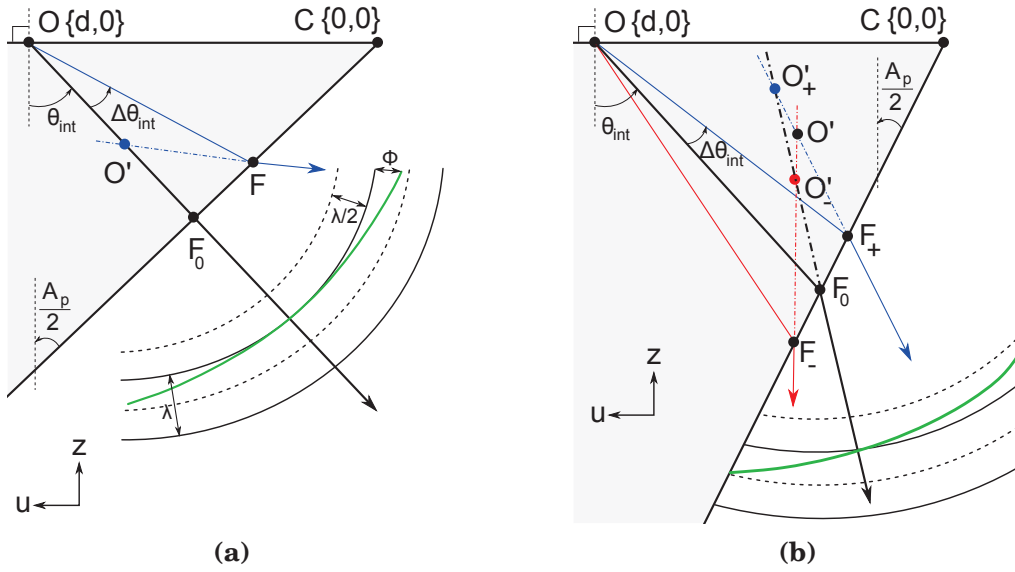 O {d,0}
C {0,0}
θint
Δθint
O'
F
F0
Φ
λ/2
λ
Ap
2
z
u
(a)
O {d,0}
C {0,0}
Ap
2
θint
Δθint
O'+
O'
O'-
F+
F0
F-
z
u
(b)